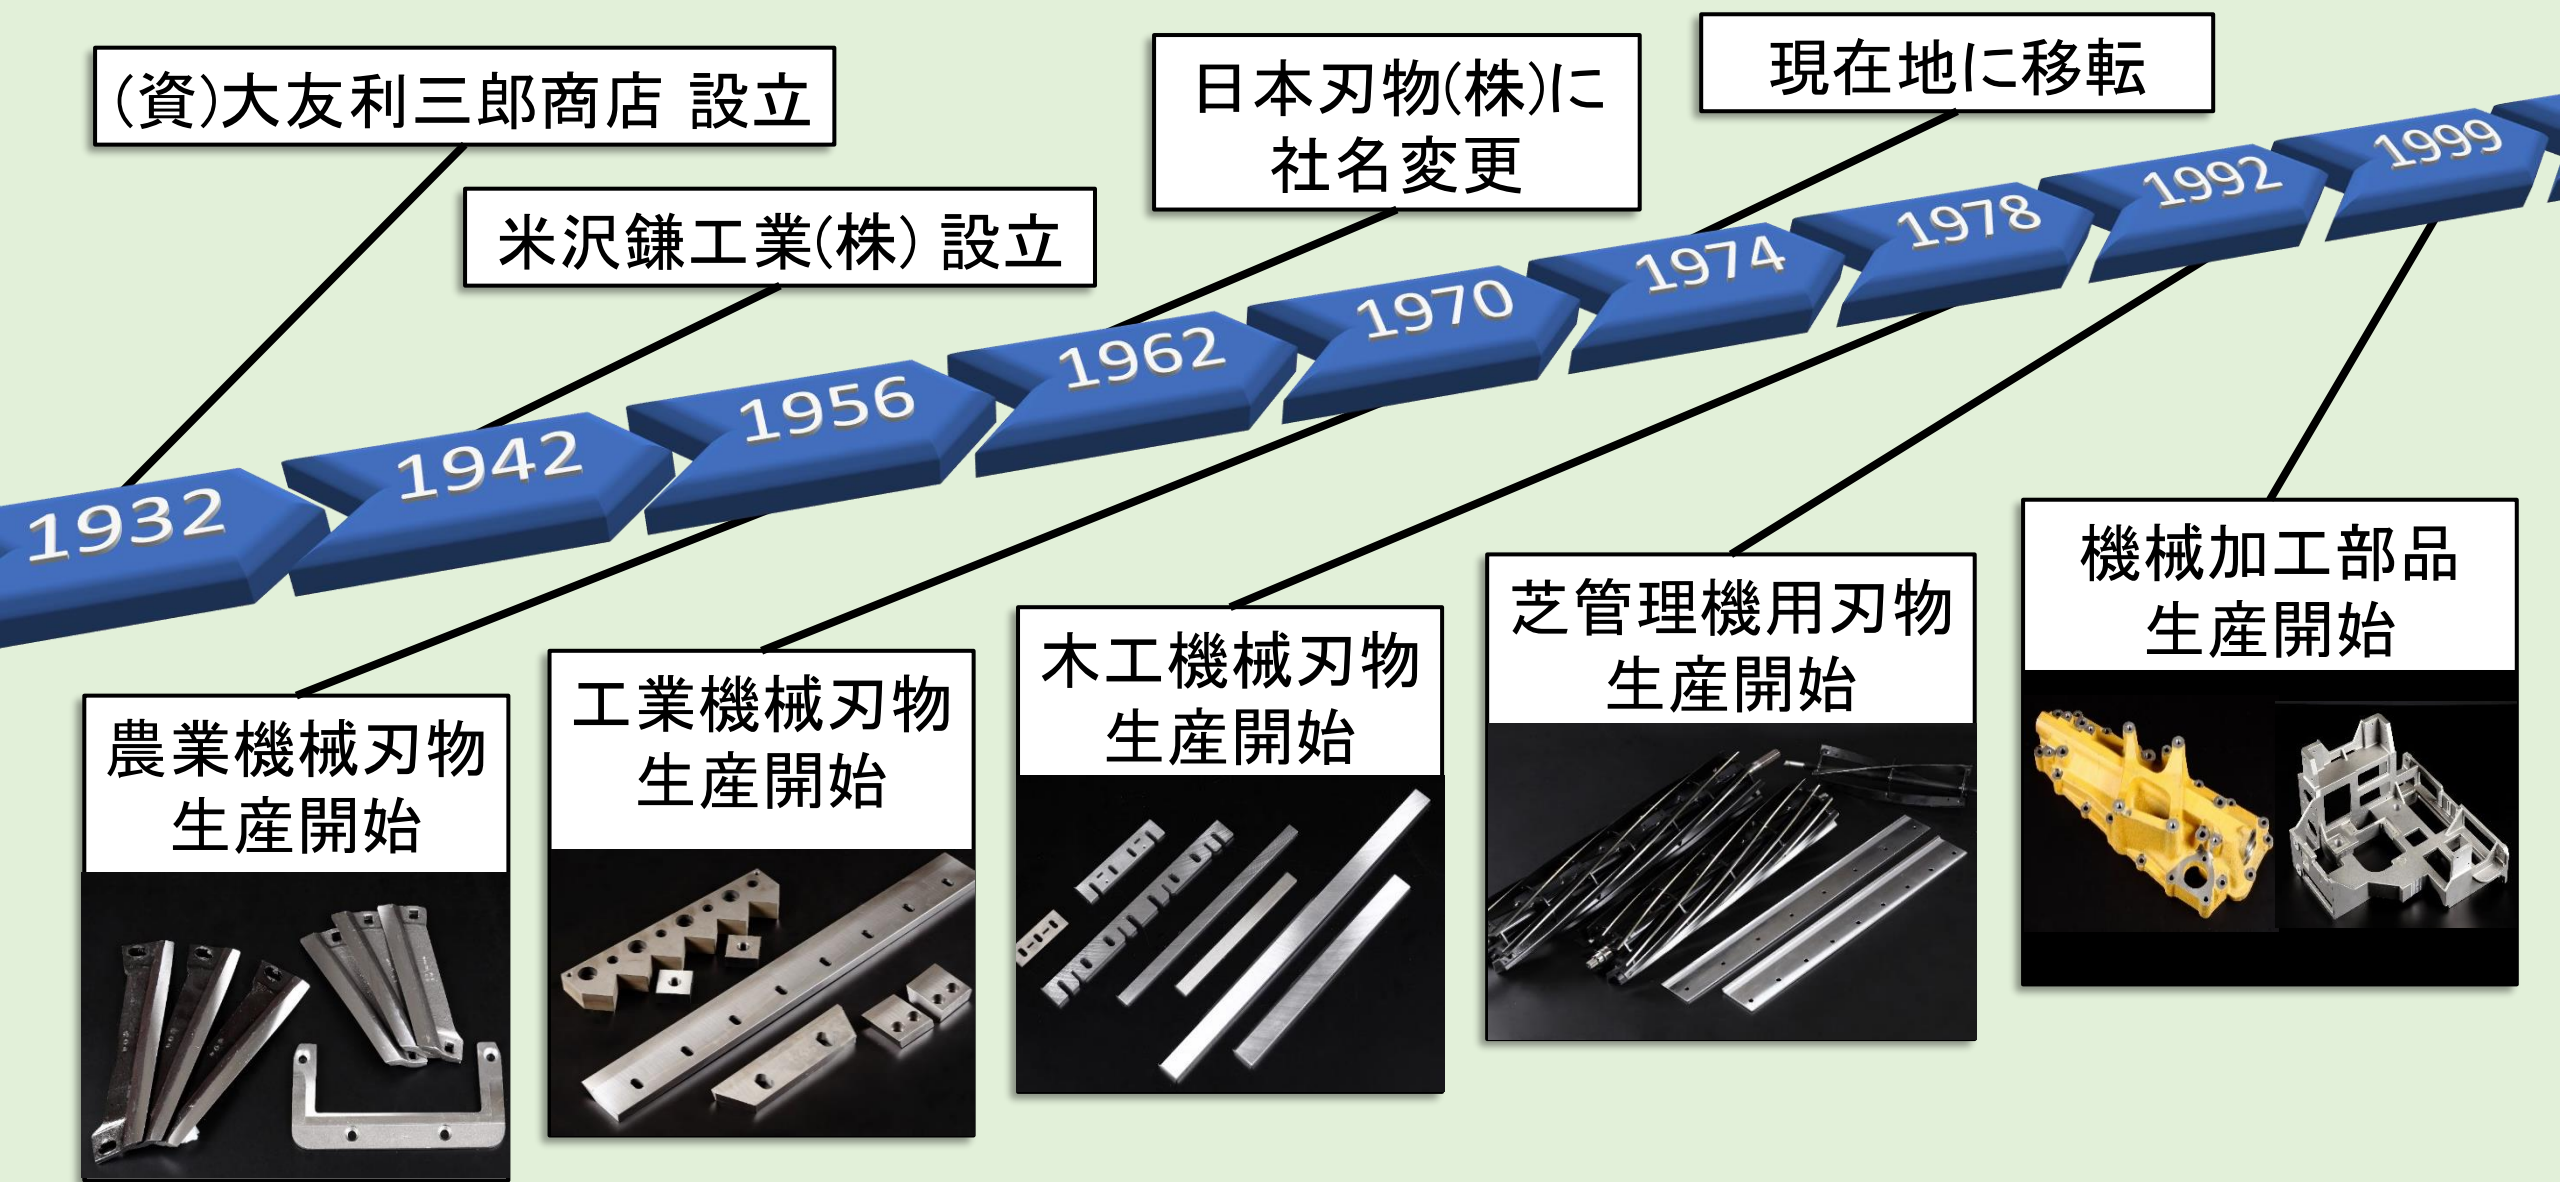 (資)大友利三郎商店 設立
米沢鎌工業(株) 設立
日本刃物(株)に
社名変更
現在地に移転
1932
1942
1956
1962
1970
1974
1978
1992
1999
農業機械刃物
生産開始
工業機械刃物
生産開始
木工機械刃物
生産開始
芝管理機用刃物
生産開始
機械加工部品
生産開始